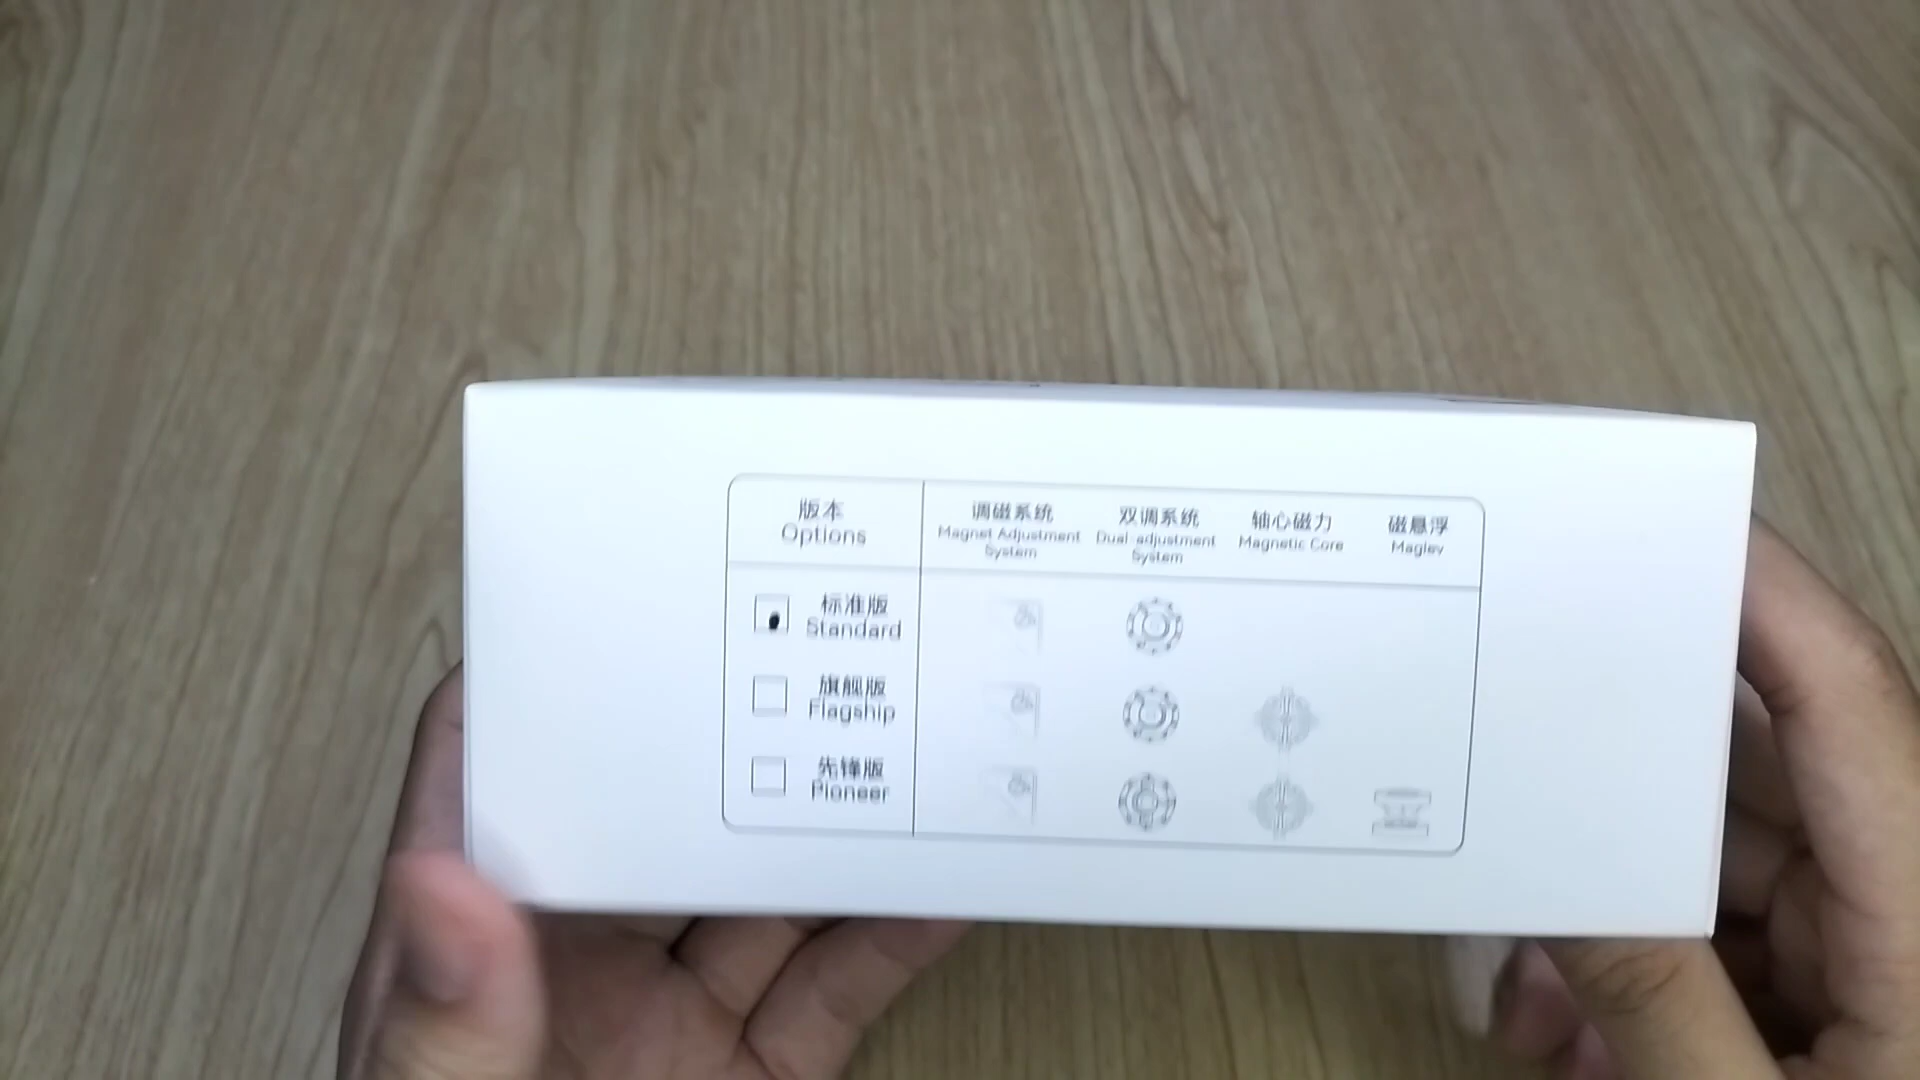 版本
Options
调磁系统
Magnet Adjustment
System
双调系统
Dual-adjustment
System
轴心磁力
Magnetic Core
磁悬浮
Maglev
标准版
Standard
旗舰版
Flagship
先锋版
Pioneer